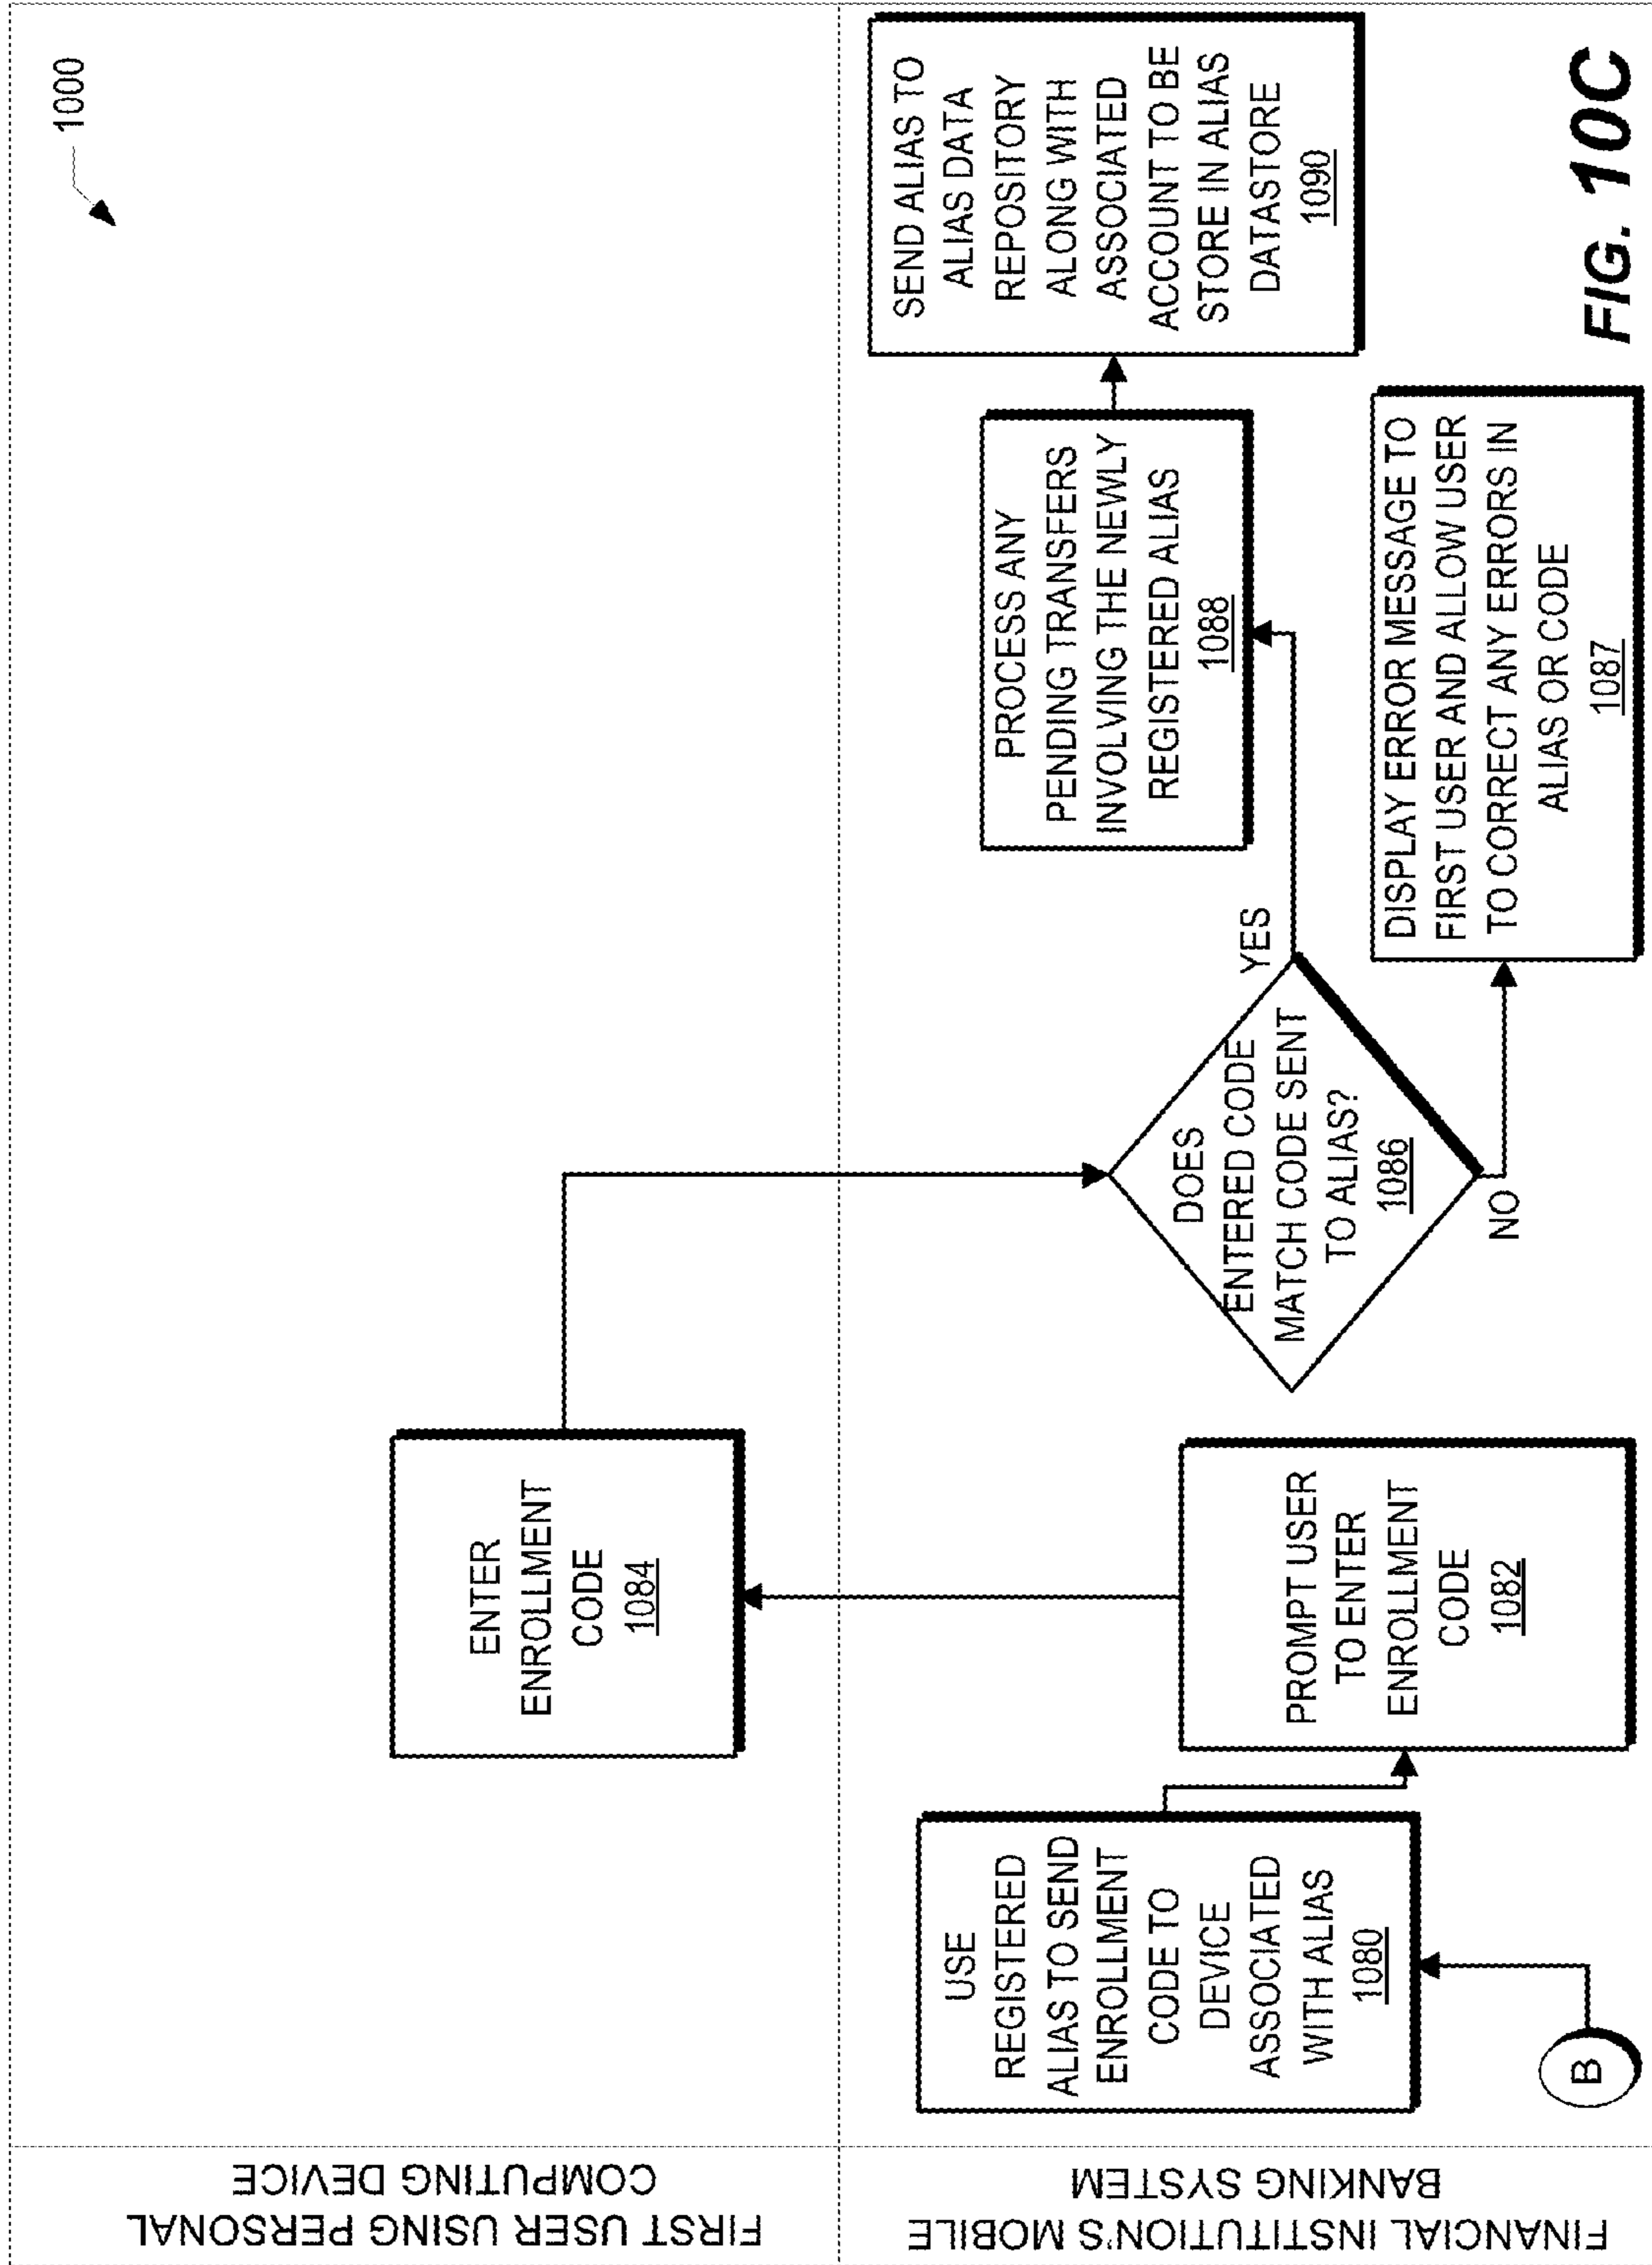 1000
FIRST USER USING PERSONAL
COMPUTING DEVICE
ENTER
ENROLLMENT
CODE
1084
FINANCIAL INSTITUTION'S MOBILE
BANKING SYSTEM
B
USE
REGISTERED
ALIAS TO SEND
ENROLLMENT
CODE TO
DEVICE
ASSOCIATED
WITH ALIAS
1080
PROMPT USER
TO ENTER
ENROLLMENT
CODE
1082
DOES
ENTERED CODE
MATCH CODE SENT
TO ALIAS?
1086
YES
NO
PROCESS ANY
PENDING TRANSFERS
INVOLVING THE NEWLY
REGISTERED ALIAS
1088
DISPLAY ERROR MESSAGE TO
FIRST USER AND ALLOW USER
TO CORRECT ANY ERRORS IN
ALIAS OR CODE
1087
SEND ALIAS TO
ALIAS DATA
REPOSITORY
ALONG WITH
ASSOCIATED
ACCOUNT TO BE
STORE IN ALIAS
DATASTORE
1090
FIG. 10C